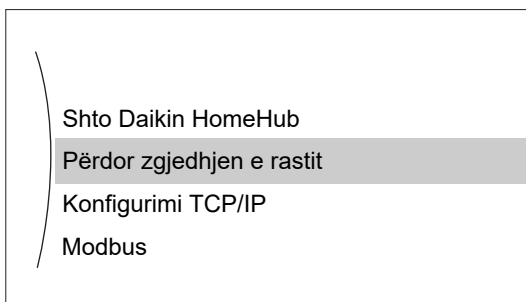 Shto Daikin HomeHub
Përdor zgjedhjen e rastit
Konfigurimi TCP/IP
Modbus